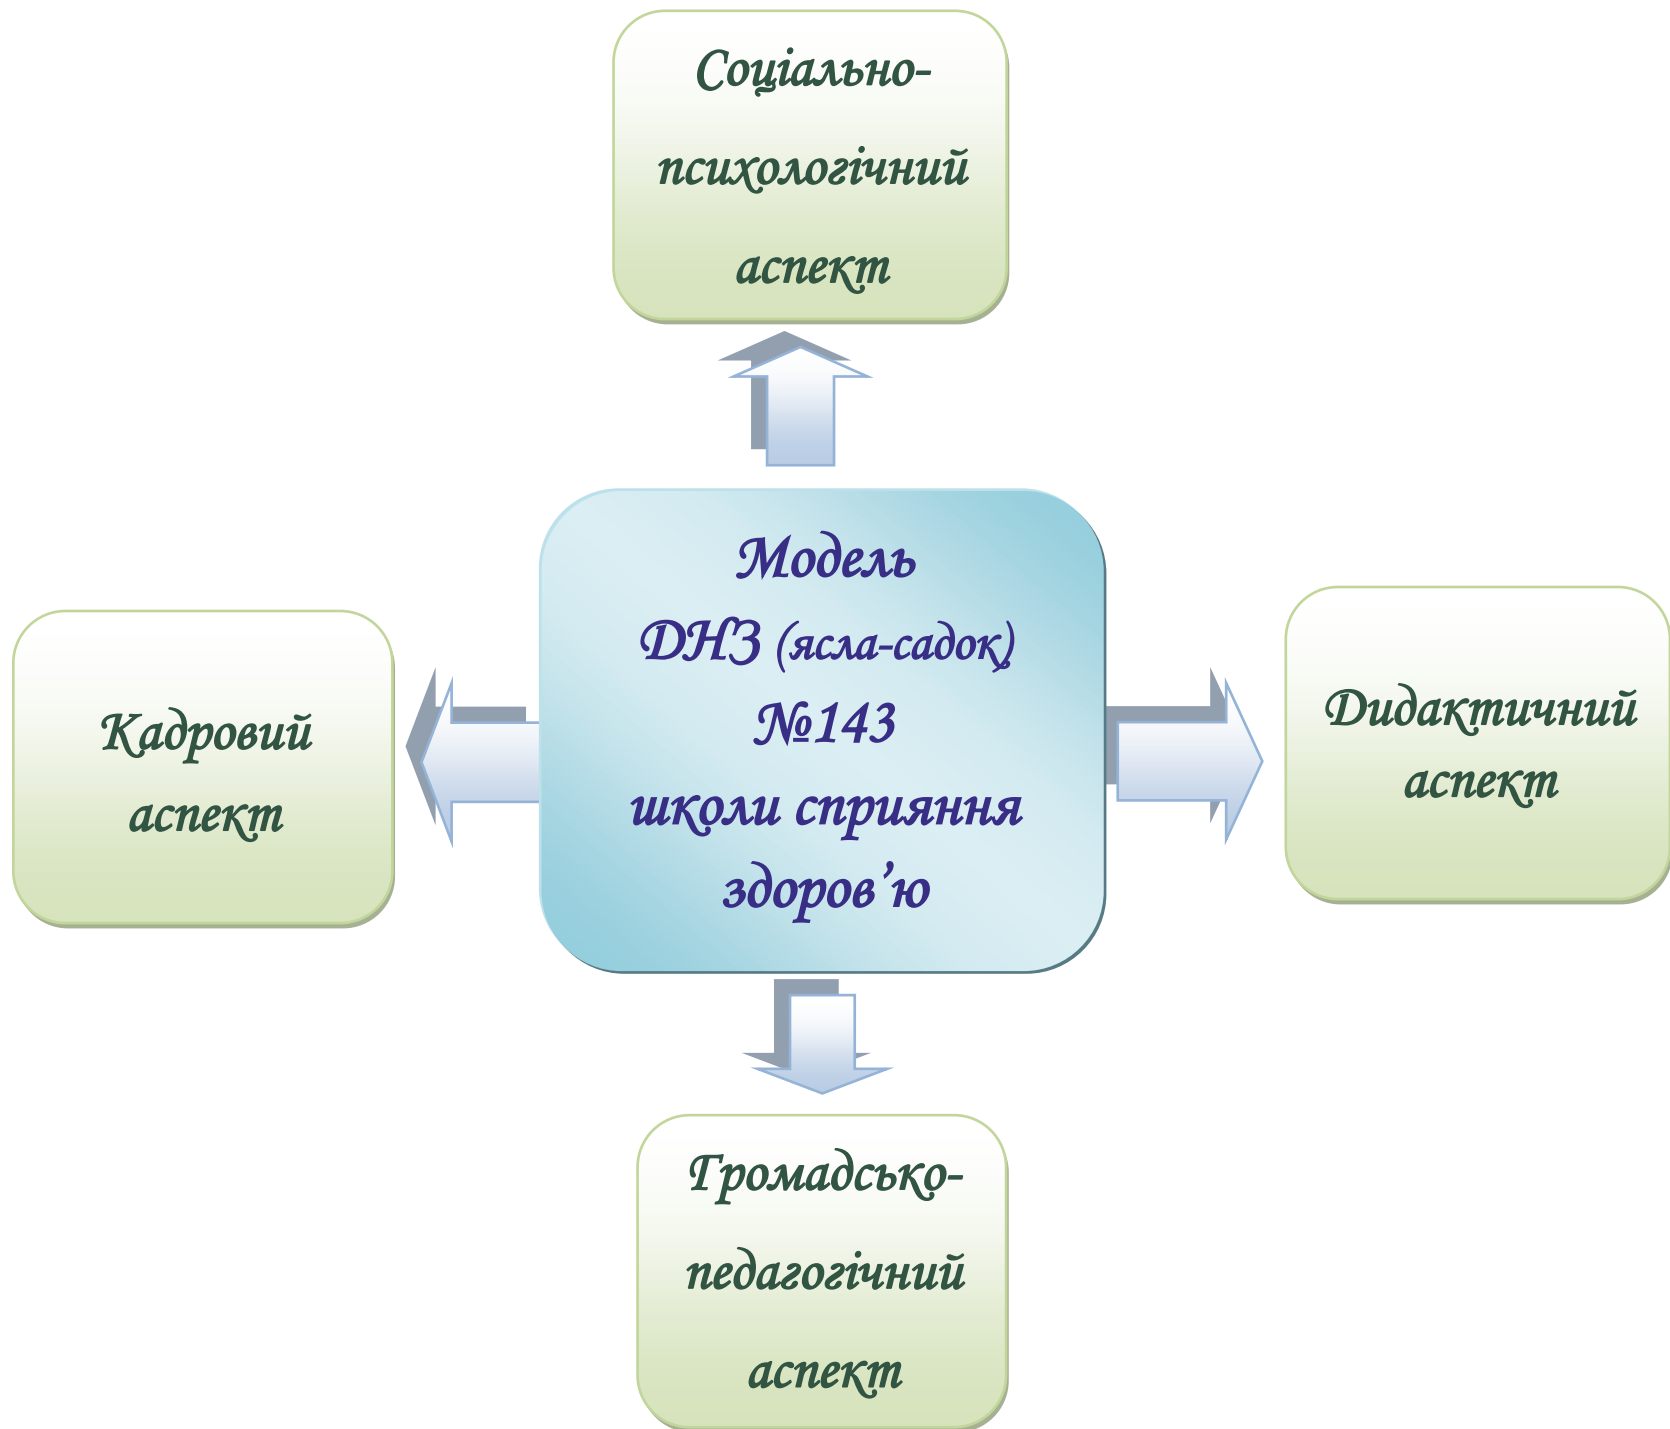 Соціально-
психологічний
аспект
Модель
ДНЗ (ясла-садок)
№143
школи сприяння
здоров’ю
Кадровий
аспект
Дидактичний
аспект
Громадсько-
педагогічний
аспект